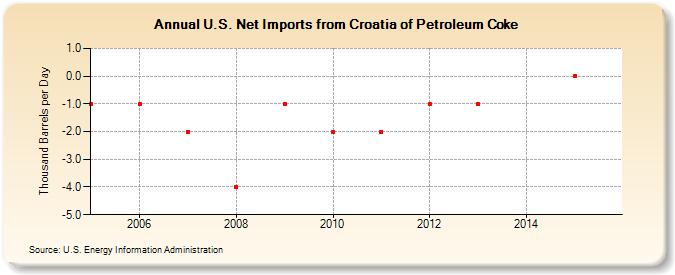 Annual U.S. Net Imports from Croatia of Petroleum Coke
Thousand Barrels per Day
1.0
0.0
-1.0
-2.0
-3.0
-4.0
-5.0
2006 2008 2010 2012 2014
Source: U.S. Energy Information Administration